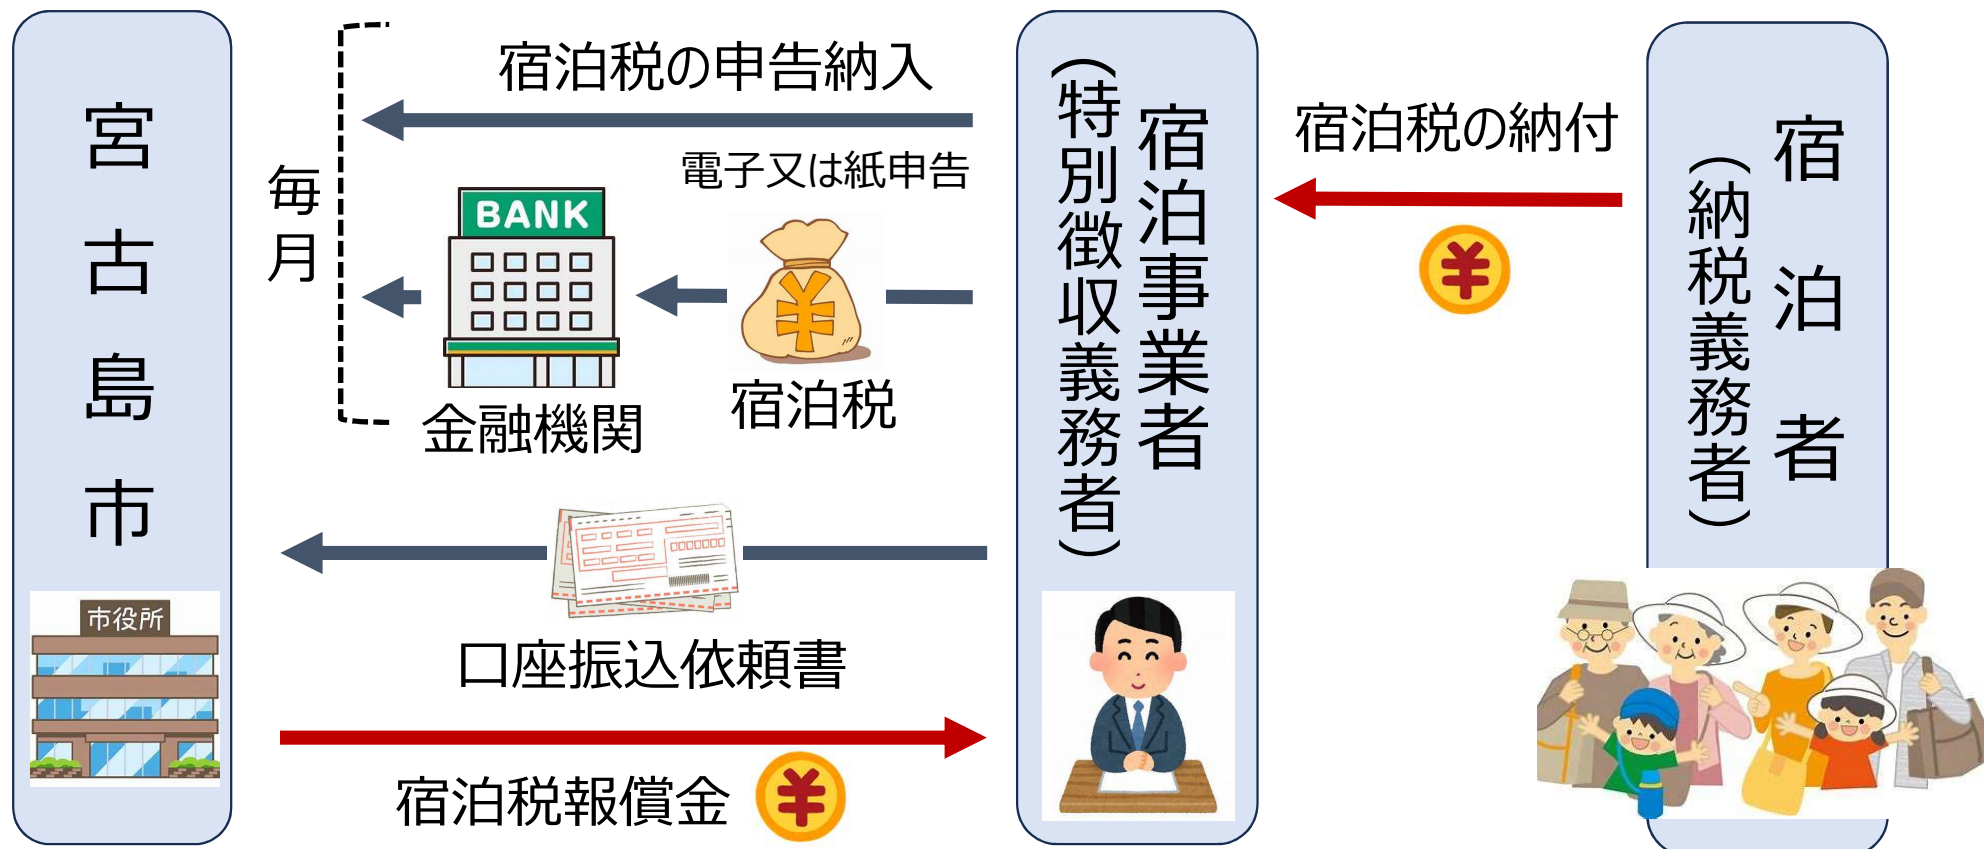 宮古島市
市役所
毎月
宿泊税の申告納入
電子又は紙申告
BANK
金融機関
宿泊税
口座振込依頼書
宿泊税報償金
宿泊事業者
（特別徴収義務者）
宿泊税の納付
宿泊者
（納税義務者）